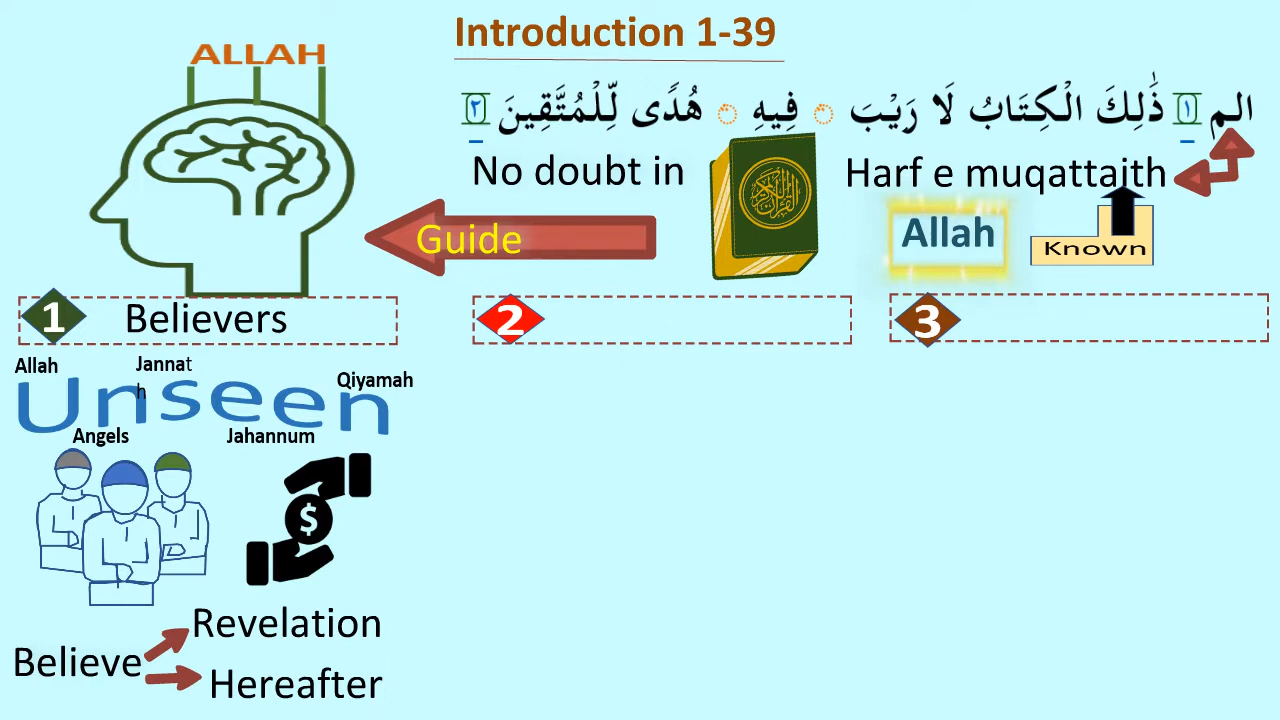 Introduction 1-39
ALLAH
الم ١ ذَٰلِكَ الْكِتَابُ لَا رَيْبَ ۛ فِيهِ ۛ هُدًى لِّلْمُتَّقِينَ ٢
No doubt in
Harf e muqattaith
Guide
Allah
Known
1 Believers
2
3
Allah
Jannat
h
Qiyamah
Unseen
Angels
Jahannum
$
Revelation
Believe
Hereafter